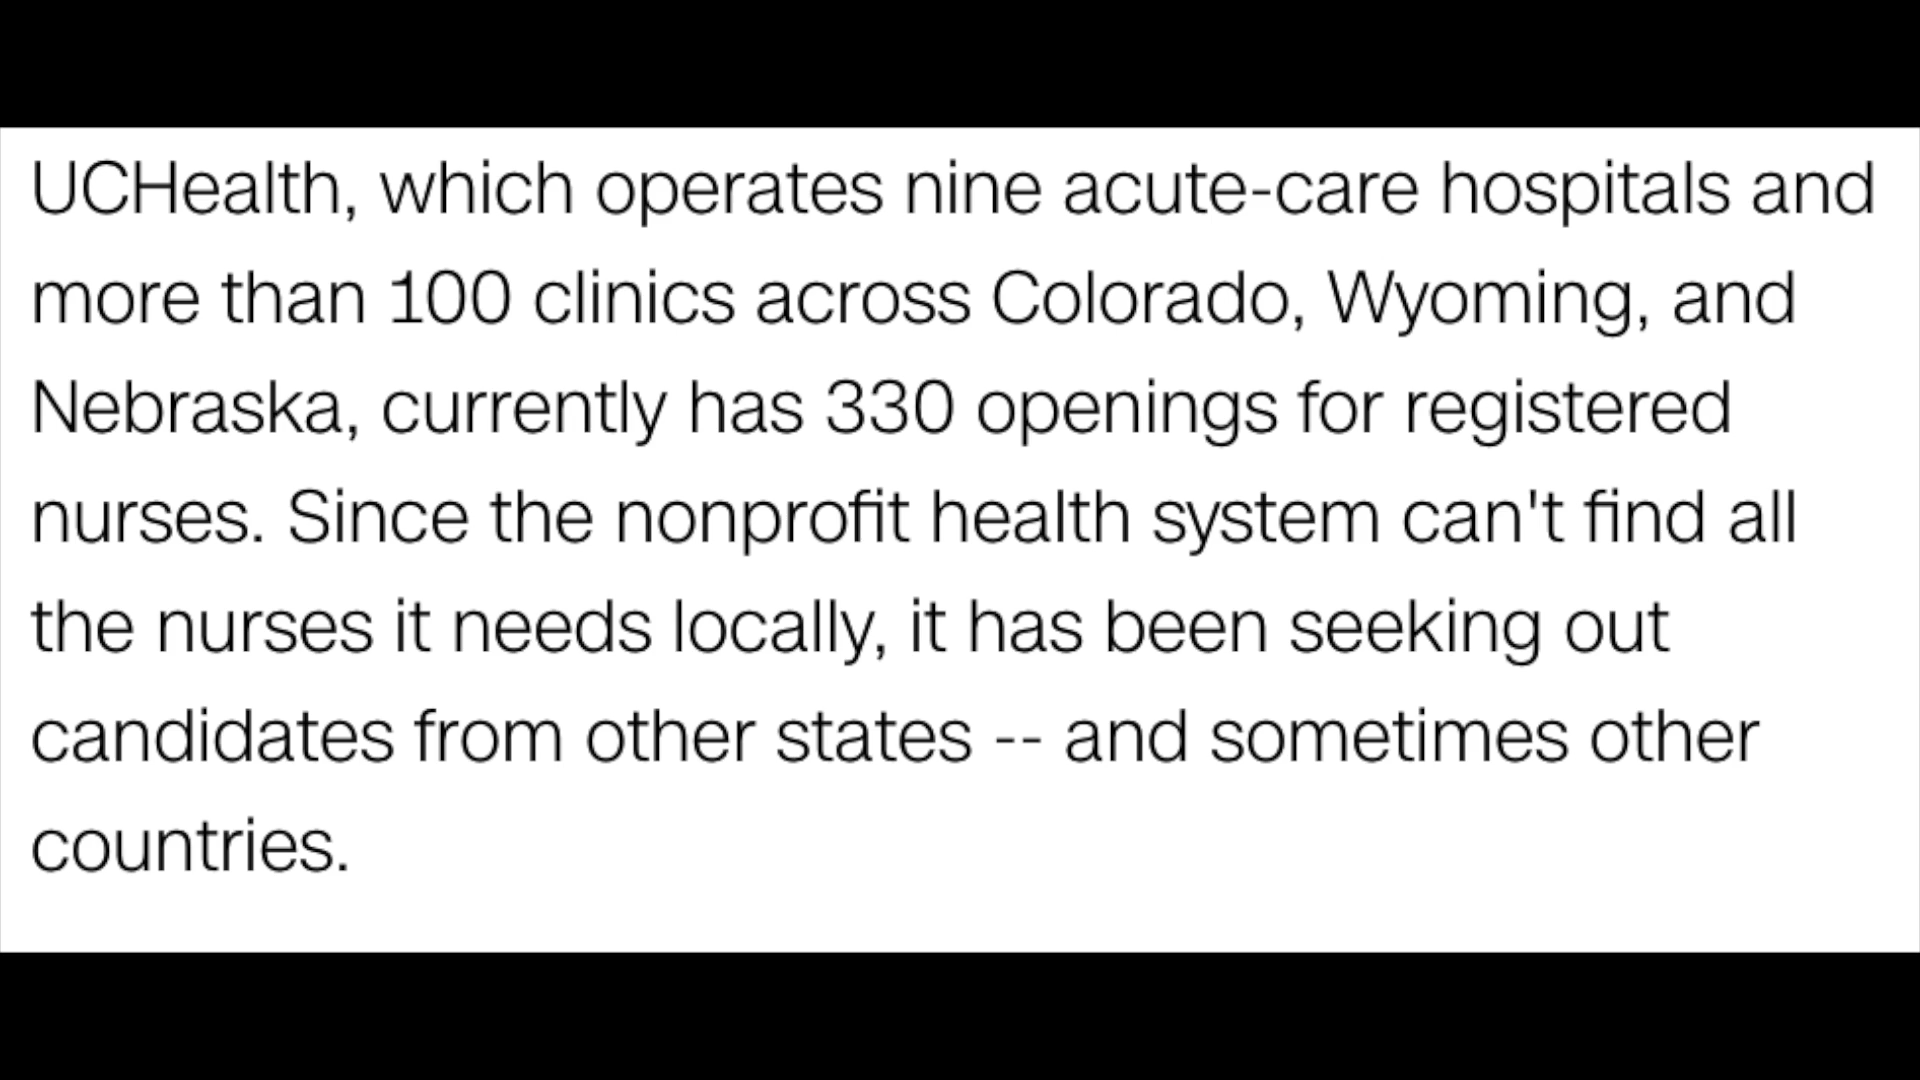 UCHealth, which operates nine acute-care hospitals and
more than 100 clinics across Colorado, Wyoming, and
Nebraska, currently has 330 openings for registered
nurses. Since the nonprofit health system can't find all
the nurses it needs locally, it has been seeking out
candidates from other states -- and sometimes other
countries.